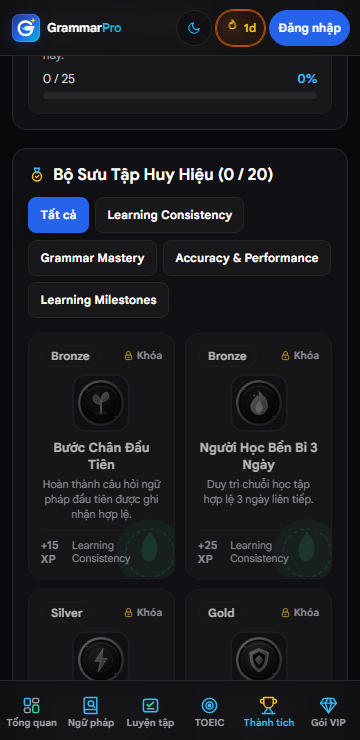 GrammarPro
1d
Đăng nhập
này.
0 / 25
0%
Bộ Sưu Tập Huy Hiệu (0 / 20)
Tất cả
Learning Consistency
Grammar Mastery
Accuracy & Performance
Learning Milestones
Bronze
Khóa
Bước Chân Đầu
Tiên
Hoàn thành câu hỏi ngữ
pháp đầu tiên được ghi
nhận hợp lệ.
+15
XP
Learning
Consistency
Bronze
Khóa
Người Học Bền Bỉ 3
Ngày
Duy trì chuỗi học tập
hợp lệ 3 ngày liên tiếp.
+25
XP
Learning
Consistency
Silver
Khóa
Gold
Khóa
Tổng quan
Ngữ pháp
Luyện tập
TOEIC
Thành tích
Gói VIP